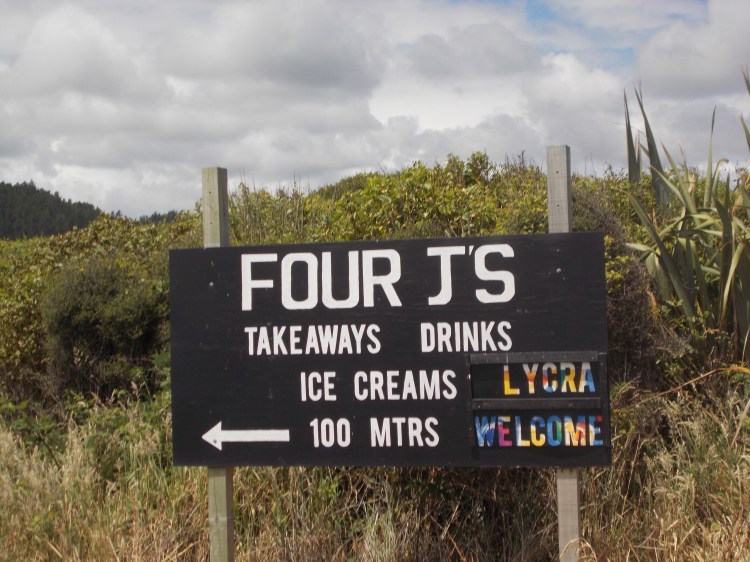 FOUR J'S
TAKEAWAYS DRINKS
ICE CREAMS
LYCRA
100 MTRS
WELCOME